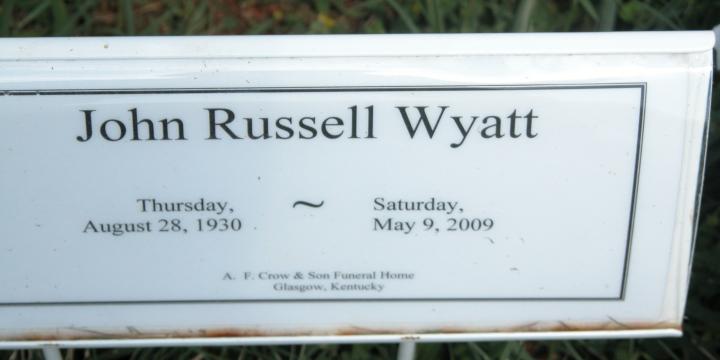 John Russell Wyatt
Thursday, ~ Saturday,
August 28, 1930 May 9, 2009
A. F. Crow & Son Funeral Home
Glasgow, Kentucky